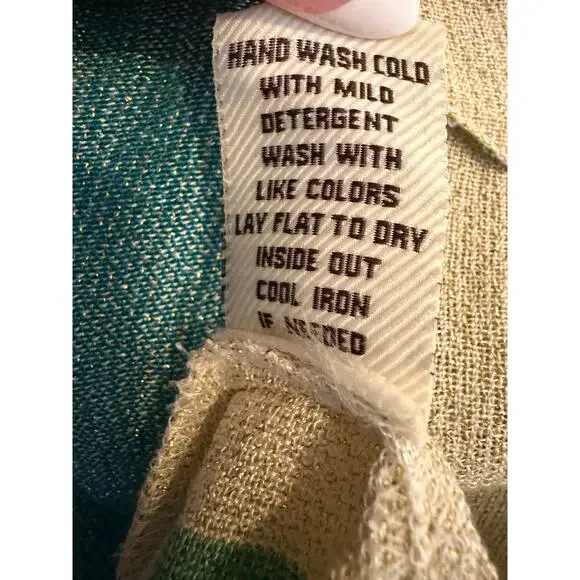 HAND WASH COLD
WITH MILD
DETERGENT
WASH WITH
LIKE COLORS
LAY FLAT TO DRY
INSIDE OUT
COOL IRON
IF NEEDED